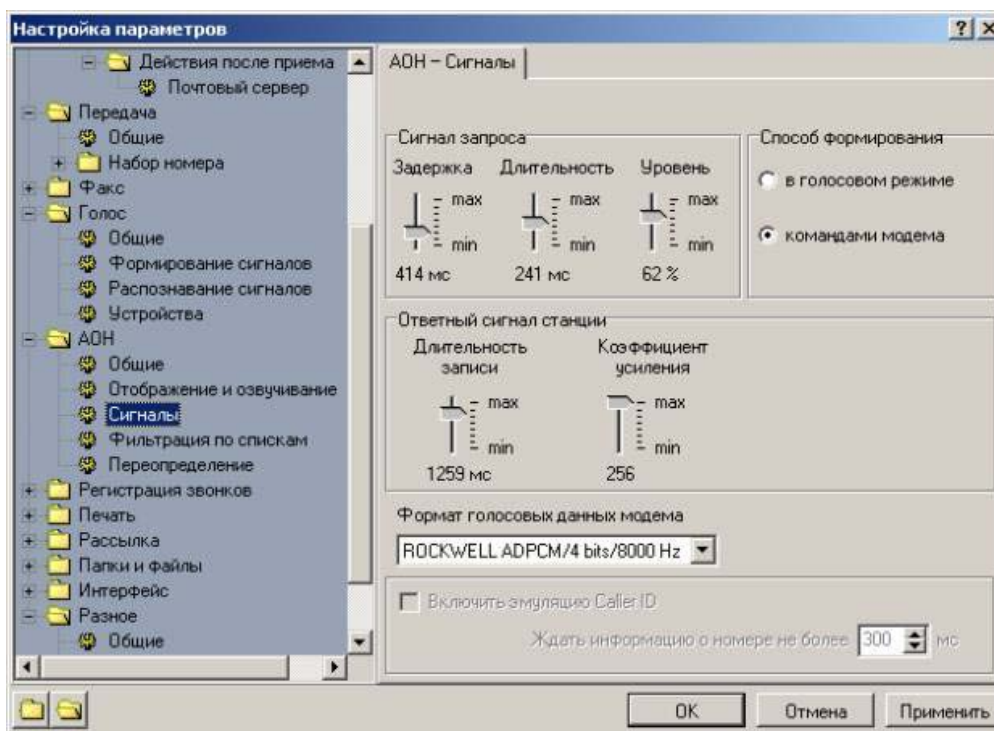 Настройка параметров
Действия после приема
Почтовый сервер
Передача
Общие
Набор номера
Факс
Голос
Общие
Формирование сигналов
Распознавание сигналов
Устройства
АОН
Общие
Отображение и озвучивание
Сигналы
Фильтрация по спискам
Переопределение
Регистрация звонков
Печать
Рассылка
Папки и файлы
Интерфейс
Разное
Общие
АОН – Сигналы
Сигнал запроса
Задержка Длительность Уровень
max max max
min min min
414 мс 241 мс 62 %
Способ формирования
в голосовом режиме
командами модема
Ответный сигнал станции
Длительность записи
Коэффициент усиления
max max
min min
1259 мс 256
Формат голосовых данных модема
ROCKWELL ADPCM/4 bits/8000 Hz
Включить эмуляцию Caller ID
Ждать информацию о номере не более 300 мс
OK Отмена Применить